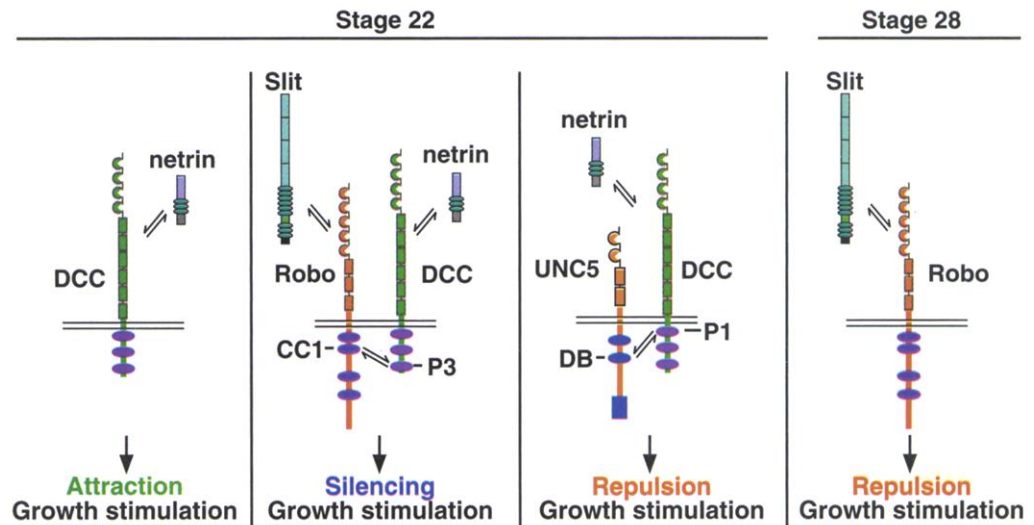 Stage 22
Stage 28
netrin
DCC
Attraction
Growth stimulation
Slit
netrin
Robo
DCC
CC1
P3
Silencing
Growth stimulation
netrin
UNC5
DCC
P1
DB
Repulsion
Growth stimulation
Slit
Robo
Repulsion
Growth stimulation